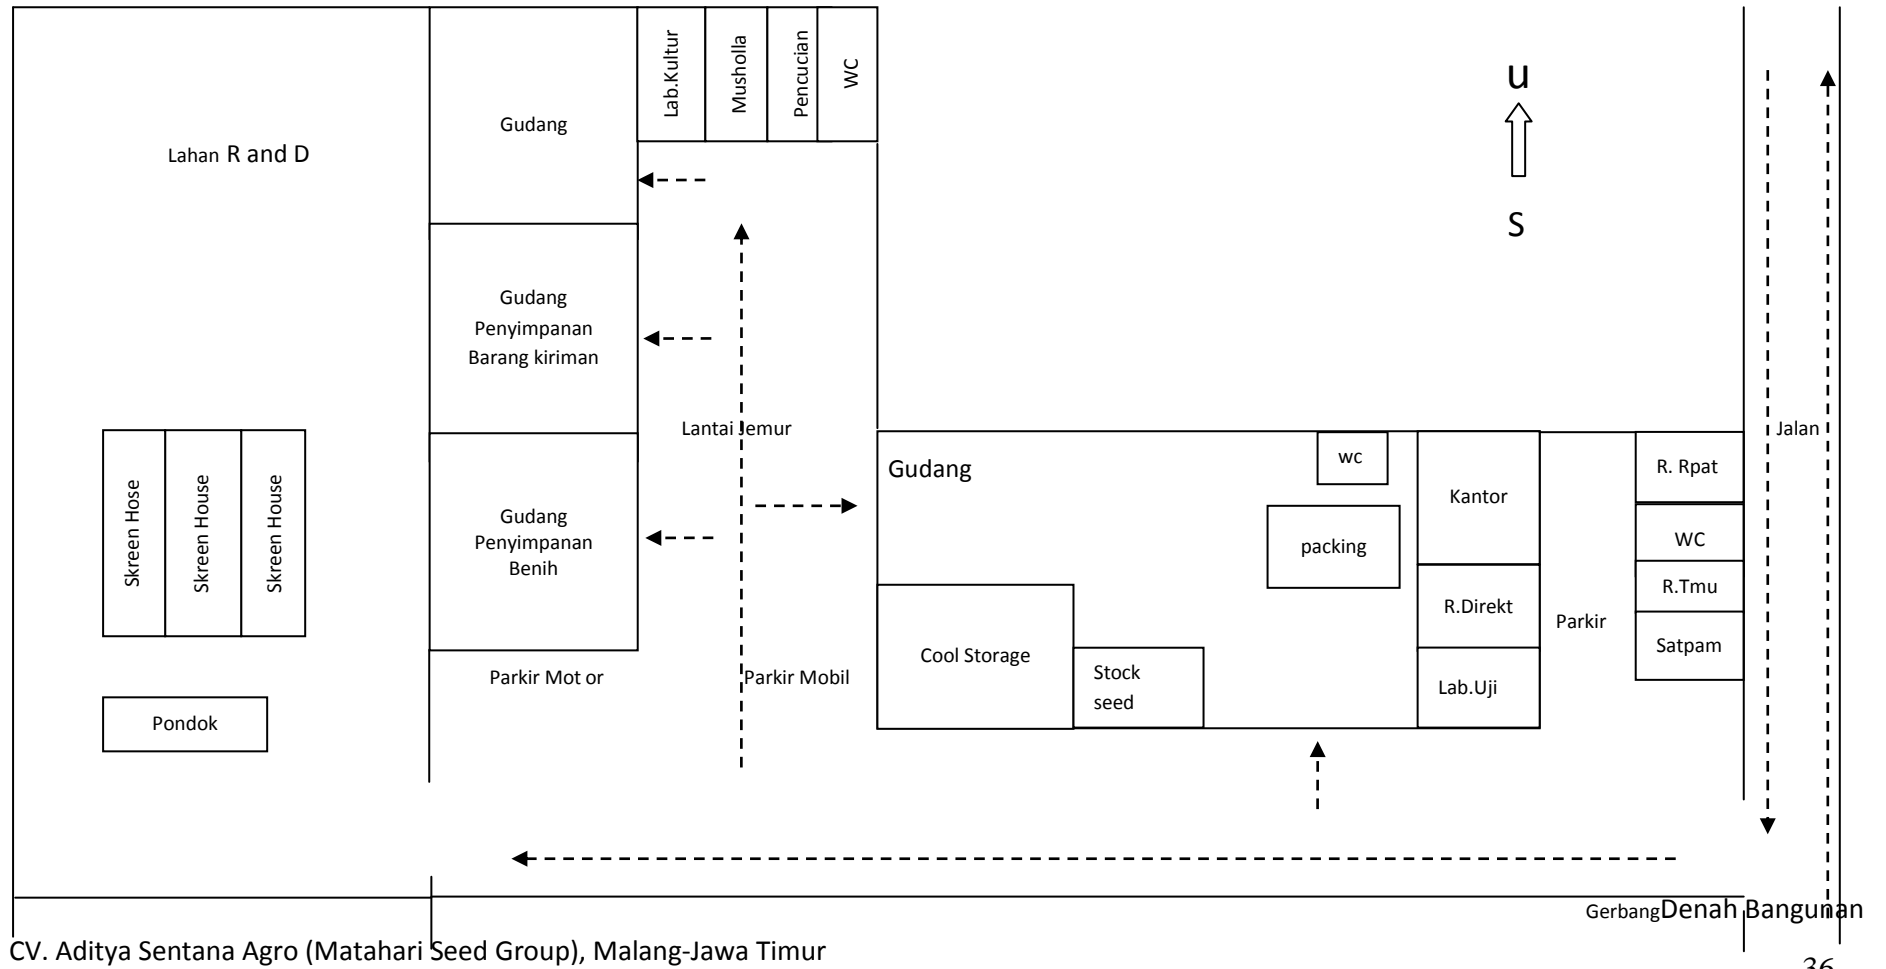 Lab.Kultur
Musholla
Pencucian
WC
u
Gudang
Lahan R and D
S
Gudang
Penyimpanan
Barang kiriman
Lantai Jemur
Jalan
Gudang
wc
Kantor
R. Rpat
Skreen Hose
Skreen House
Skreen House
Gudang
Penyimpanan
Benih
packing
WC
R.Tmu
R.Direkt
Parkir
Satpam
Cool Storage
Stock
seed
Lab.Uji
Parkir Mot or
Parkir Mobil
Pondok
Gerbang Denah Bangunan
CV. Aditya Sentana Agro (Matahari Seed Group), Malang-Jawa Timur
36